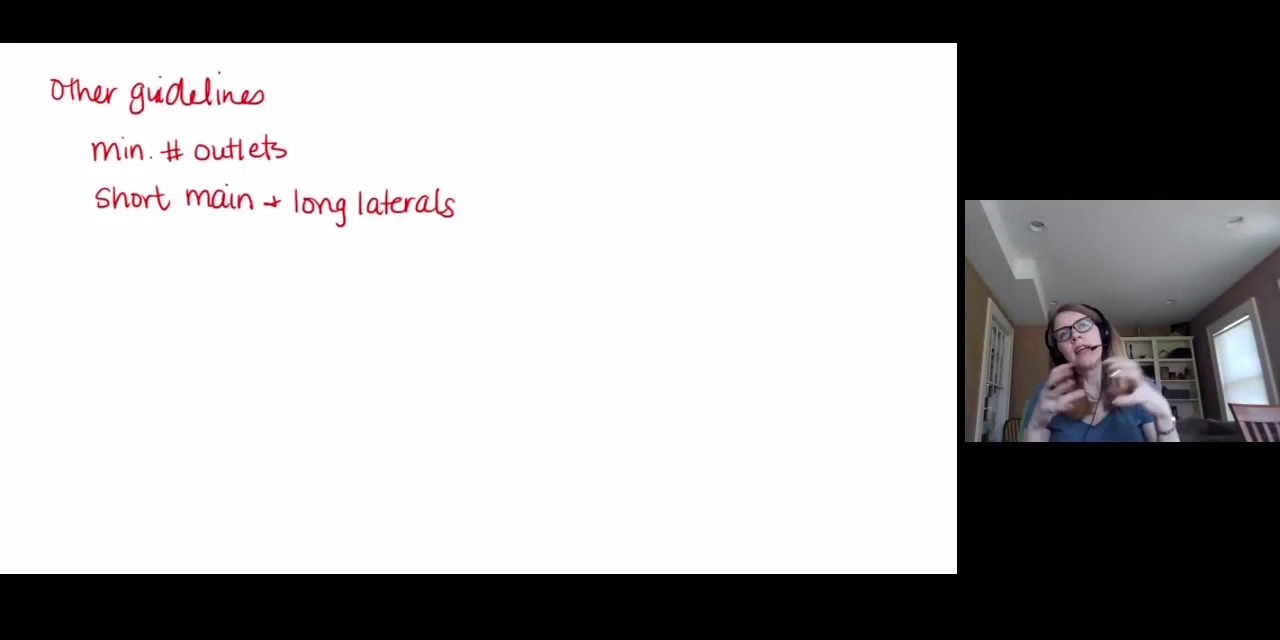 Other guidelines
min. # outlets
Short main + long laterals